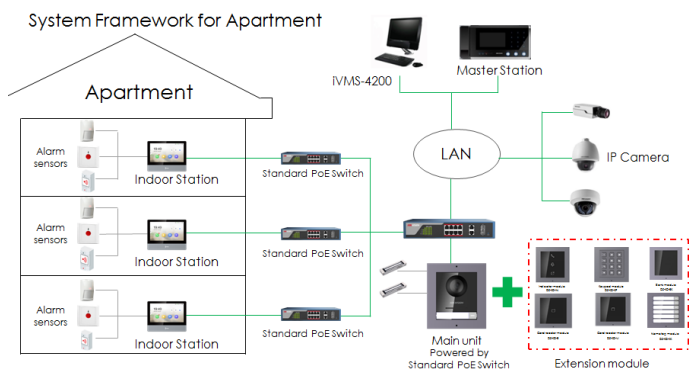 System Framework for Apartment
Apartment
iVMS-4200
Master Station
LAN
IP Camera
Alarm
sensors
Indoor Station
Standard PoE Switch
Alarm
sensors
Indoor Station
Standard PoE Switch
Alarm
sensors
Indoor Station
Standard PoE Switch
Main unit
Powered by
Standard PoE Switch
Extension module